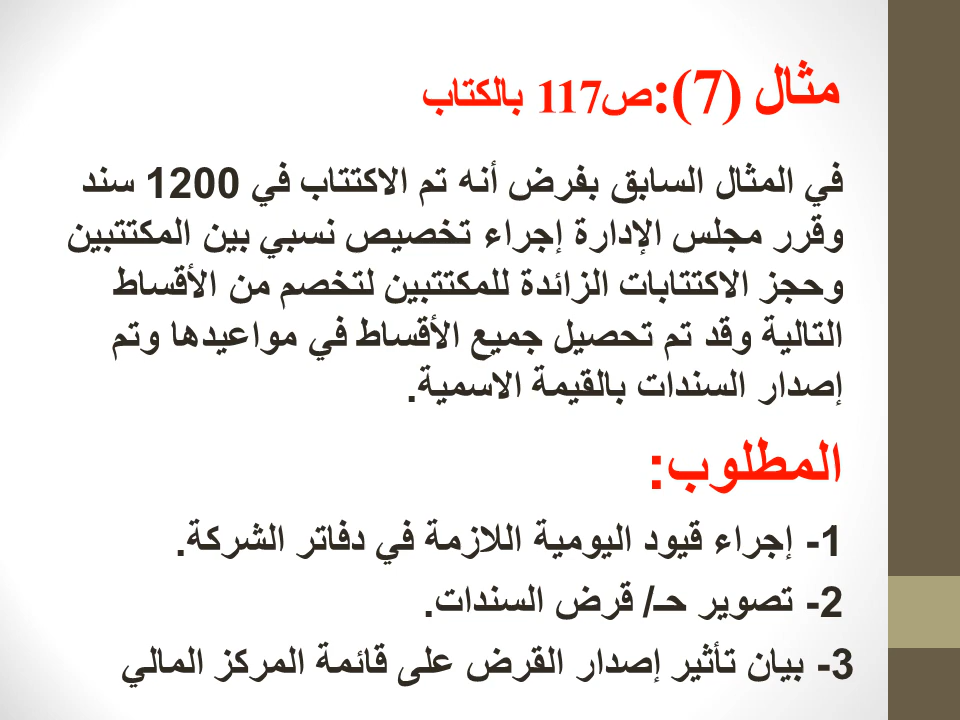 مثال (7):ص117 بالكتاب
في المثال السابق بفرض أنه تم الاكتتاب في 1200 سند
وقرر مجلس الإدارة إجراء تخصيص نسبي بين المكتتبين
وحجز الاكتتابات الزائدة للمكتتبين لتخصم من الأقساط
التالية وقد تم تحصيل جميع الأقساط في مواعيدها وتم
إصدار السندات بالقيمة الاسمية.
المطلوب:
1- إجراء قيود اليومية اللازمة في دفاتر الشركة.
2- تصوير حـ/ قرض السندات.
3- بيان تأثير إصدار القرض على قائمة المركز المالي